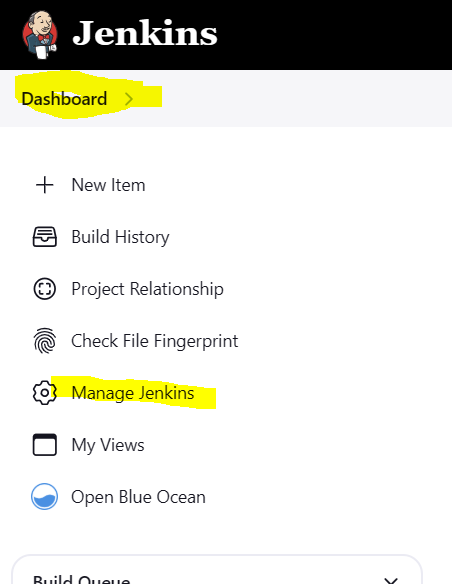 Jenkins
Dashboard
New Item
Build History
Project Relationship
Check File Fingerprint
Manage Jenkins
My Views
Open Blue Ocean
Build Queue